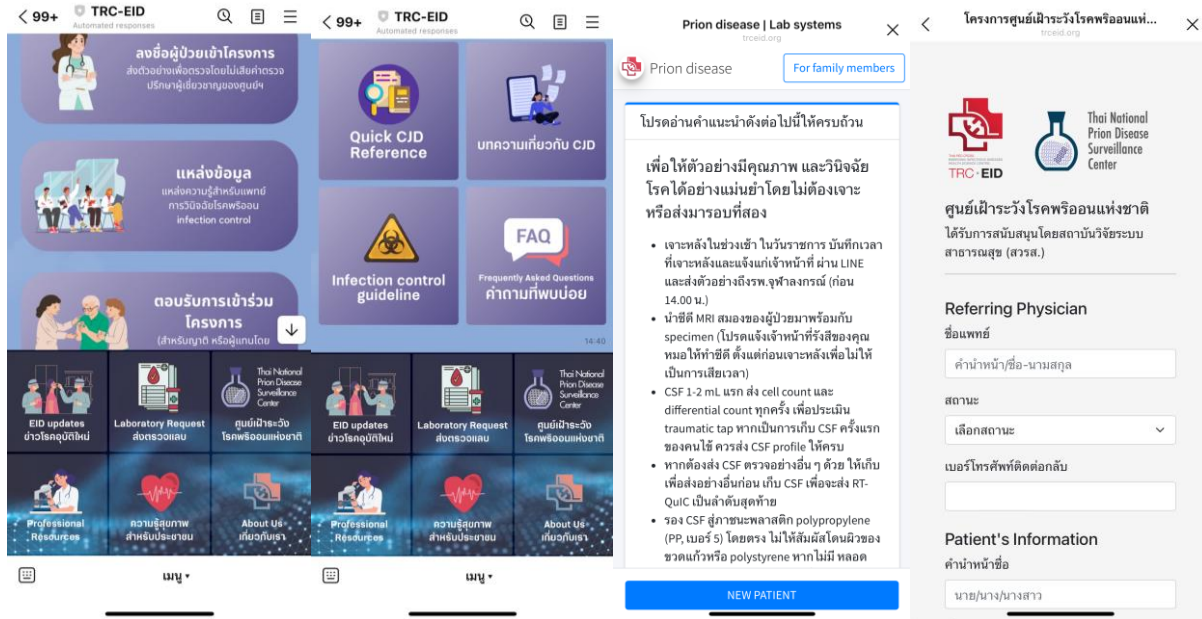 99+
TRC-EID
Automated responses
ลงชื่อผู้ป่วยเข้าโครงการ
ส่งตัวอย่างเพื่อตรวจโดยไม่เสียค่าตรวจ
ปรึกษาผู้เชี่ยวชาญของศูนย์ฯ
แหล่งข้อมูล
แหล่งความรู้สำหรับแพทย์
การวินิจฉัยโรคพรีออน
infection control
ตอบรับการเข้าร่วม
โครงการ
(สำหรับญาติ หรือผู้แทนโดย
EID updates
ข่าวโรคอุบัติใหม่
Laboratory Request
ส่งตรวจแลบ
Thai National
Prion Disease
Surveillance
Center
ศูนย์เฝ้าระวัง
โรคพรีออนแห่งชาติ
Professional
Resources
ความรู้สุขภาพ
สำหรับประชาชน
About Us
เกี่ยวกับเรา
เมนู
99+
TRC-EID
Automated responses
Quick CJD
Reference
บทความเกี่ยวกับ CJD
Infection control
guideline
FAQ
Frequently Asked Questions
คำถามที่พบบ่อย
14:40
EID updates
ข่าวโรคอุบัติใหม่
Laboratory Request
ส่งตรวจแลบ
Thai National
Prion Disease
Surveillance
Center
ศูนย์เฝ้าระวัง
โรคพรีออนแห่งชาติ
Professional
Resources
ความรู้สุขภาพ
สำหรับประชาชน
About Us
เกี่ยวกับเรา
เมนู
Prion disease | Lab systems
trceid.org
Prion disease
For family members
โปรดอ่านคำแนะนำดังต่อไปนี้ให้ครบถ้วน
เพื่อให้ตัวอย่างมีคุณภาพ และวินิจฉัย
โรคได้อย่างแม่นยำโดยไม่ต้องเจาะ
หรือส่งมารอบที่สอง
• เจาะหลังในช่วงเช้า ในวันราชการ บันทึกเวลา
ที่เจาะหลังและแจ้งแก่เจ้าหน้าที่ ผ่าน LINE
และส่งตัวอย่างถึงรพ.จุฬาลงกรณ์ (ก่อน
14.00 น.)
• นำซีดี MRI สมองของผู้ป่วยมาพร้อมกับ
specimen (โปรดแจ้งเจ้าหน้าที่รังสีของคุณ
หมอให้ทำซีดี ตั้งแต่ก่อนเจาะหลังเพื่อไม่ให้
เป็นการเสียเวลา)
• CSF 1-2 mL แรก ส่ง cell count และ
differential count ทุกครั้ง เพื่อประเมิน
traumatic tap หากเป็นการเก็บ CSF ครั้งแรก
ของคนไข้ ควรส่ง CSF profile ให้ครบ
• หากต้องส่ง CSF ตรวจอย่างอื่น ๆ ด้วย ให้เก็บ
เพื่อส่งอย่างอื่นก่อน เก็บ CSF เพื่อจะส่ง RT-
QuIC เป็นลำดับสุดท้าย
• รอง CSF สู่ภาชนะพลาสติก polypropylene
(PP, เบอร์ 5) โดยตรง ไม่ให้สัมผัสโดนผิวของ
ขวดแก้วหรือ polystyrene หากไม่มี หลอด
NEW PATIENT
โครงการศูนย์เฝ้าระวังโรคพริออนแห่...
trceid.org
TRC-EID
Thai National
Prion Disease
Surveillance
Center
ศูนย์เฝ้าระวังโรคพริออนแห่งชาติ
ได้รับการสนับสนุนโดยสถาบันวิจัยระบบ
สาธารณสุข (สวรส.)
Referring Physician
ชื่อแพทย์
คำนำหน้า/ชื่อ-นามสกุล
สถานะ
เลือกสถานะ
เบอร์โทรศัพท์ติดต่อกลับ
Patient's Information
คำนำหน้าชื่อ
นาย/นาง/นางสาว